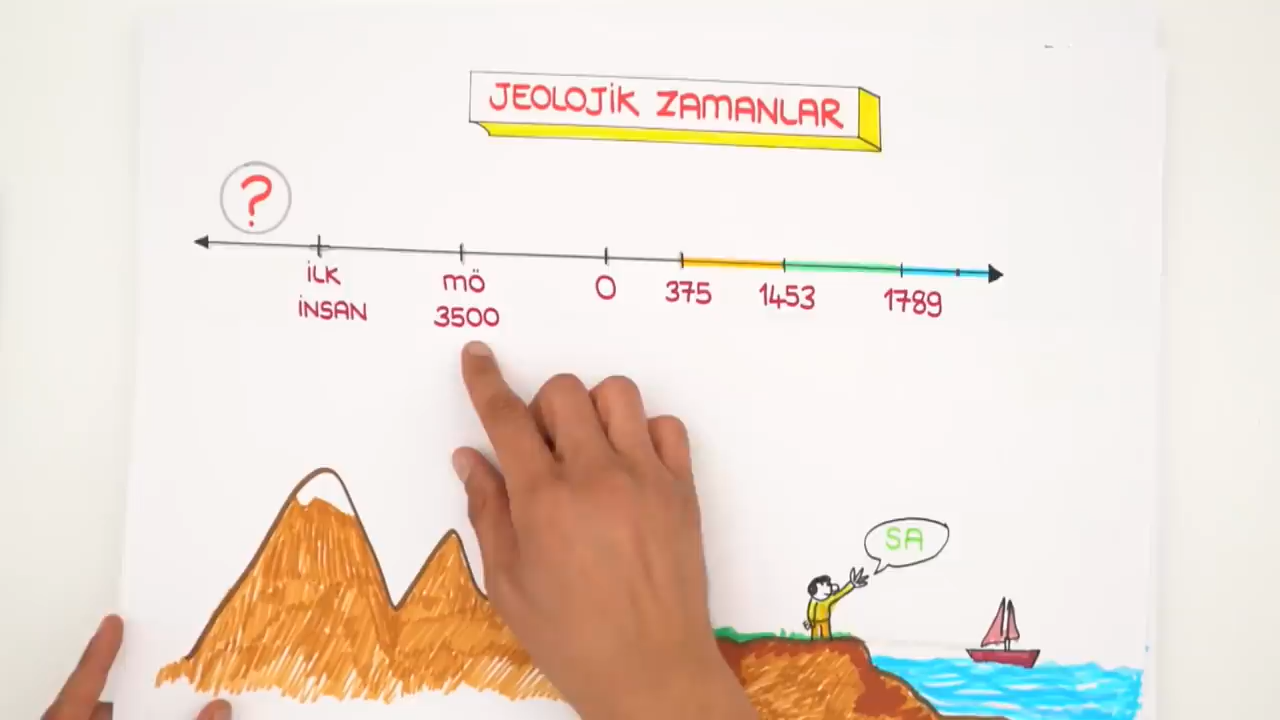 JEOLOJİK ZAMANLAR
?
İLK
İNSAN
MÖ
3500
0
375
1453
1789
SA